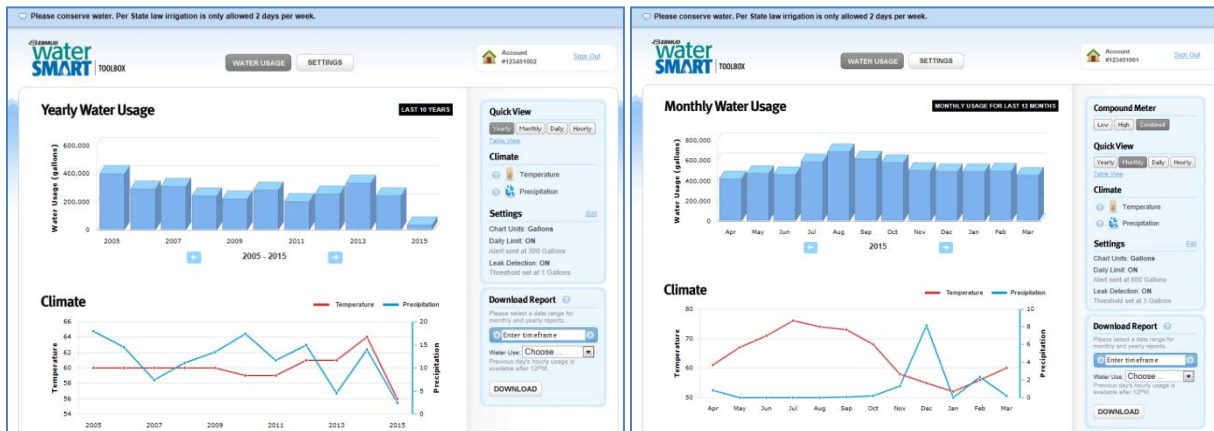 Please conserve water. Per State law irrigation is only allowed 2 days per week.
EBMUD
water
SMART TOOLBOX
WATER USAGE SETTINGS
Account
#123451002
Sign Out
Yearly Water Usage
LAST 10 YEARS
Water Usage (gallons)
600,000
400,000
200,000
0
2005 2007 2009 2011 2013 2015
2005 - 2015
Quick View
Yearly Monthly Daily Hourly
Table View
Climate
Temperature
Precipitation
Settings Edit
Chart Units: Gallons
Daily Limit: ON
Alert sent at 300 Gallons
Leak Detection: ON
Threshold set at 1 Gallons
Climate
Temperature Precipitation
Temperature
66
64
62
60
58
56
54
2005 2007 2009 2011 2013 2015
20
15
10
5
0
Precipitation
Download Report
Please select a date range for
monthly and yearly reports.
Enter timeframe
Water Use: Choose ...
Previous day's hourly usage is
available after 12PM.
DOWNLOAD
Please conserve water. Per State law irrigation is only allowed 2 days per week.
EBMUD
water
SMART TOOLBOX
WATER USAGE SETTINGS
Account
#123451001
Sign Out
Monthly Water Usage
MONTHLY USAGE FOR LAST 12 MONTHS
Water Usage (gallons)
800,000
600,000
400,000
200,000
0
Apr May Jun Jul Aug Sep Oct Nov Dec Jan Feb Mar
2015
Compound Meter
Low High Combined
Quick View
Yearly Monthly Daily Hourly
Table View
Climate
Temperature
Precipitation
Settings Edit
Chart Units: Gallons
Daily Limit: ON
Alert sent at 600 Gallons
Leak Detection: ON
Threshold set at 1 Gallons
Climate
Temperature Precipitation
Temperature
80
70
60
50
Apr May Jun Jul Aug Sep Oct Nov Dec Jan Feb Mar
10
8
6
4
2
0
Precipitation
Download Report
Please select a date range for
monthly and yearly reports.
Enter timeframe
Water Use: Choose ...
Previous day's hourly usage is
available after 12PM.
DOWNLOAD